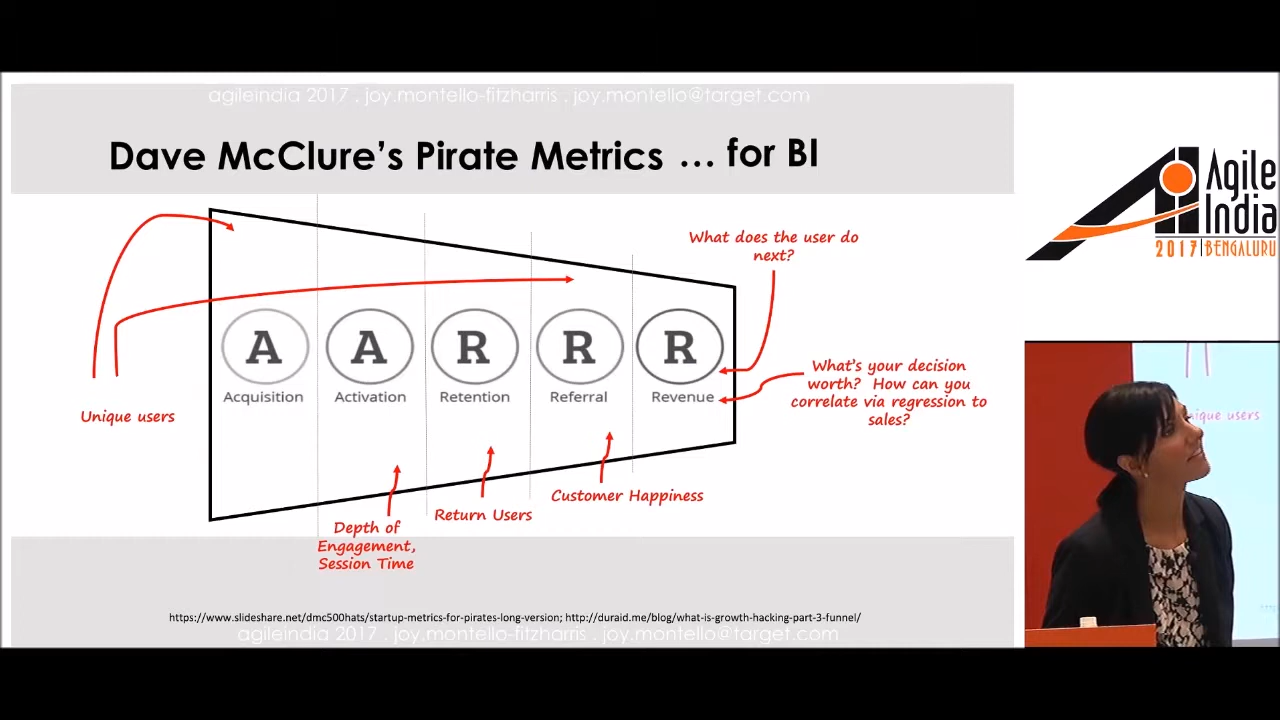 agileindia 2017 . joy.montello-fitzharris . joy.montello@target.com
Dave McClure's Pirate Metrics ... for BI
What does the user do
next?
A A R R R
Acquisition Activation Retention Referral Revenue
What's your decision
worth? How can you
correlate via regression to
sales?
Unique users
Customer Happiness
Return Users
Depth of
Engagement,
Session Time
https://www.slideshare.net/dmc500hats/startup-metrics-for-pirates-long-version; http://duraid.me/blog/what-is-growth-hacking-part-3-funnel/
agileindia 2017 . joy.montello-fitzharris . joy.montello@target.com
Agile
India
2017 | BENGALURU
nique users